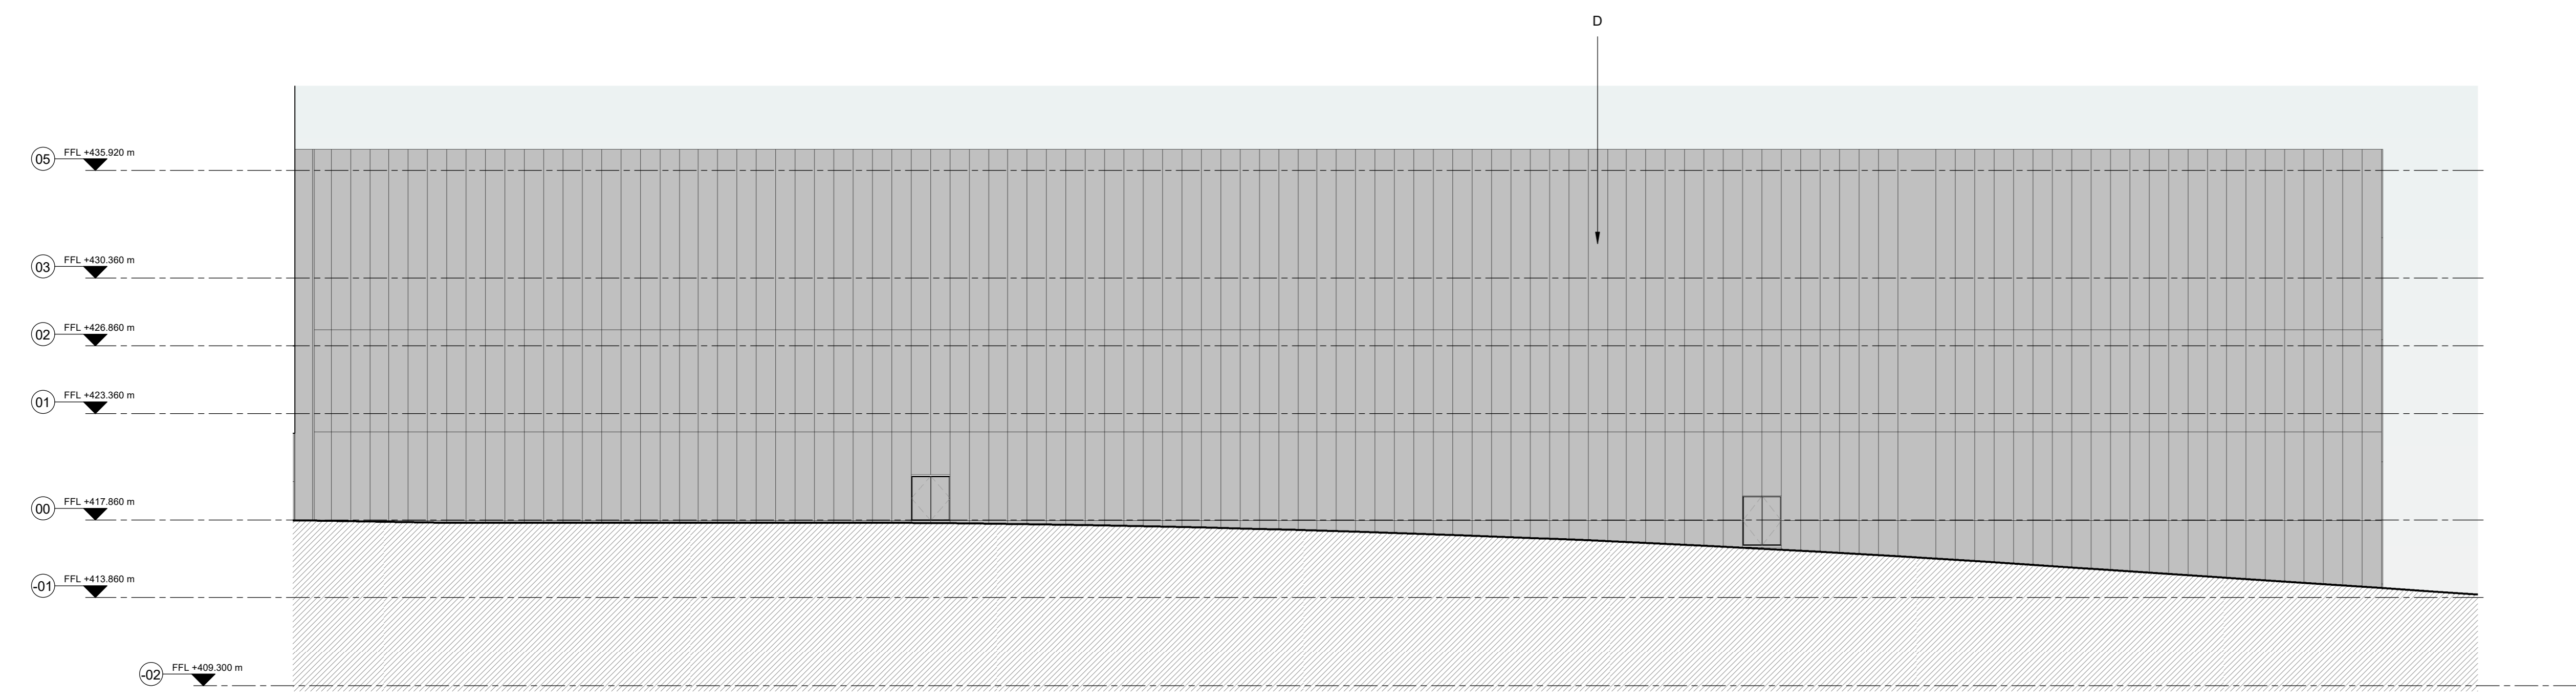 D
05 FFL +435.920 m
03 FFL +430.360 m
02 FFL +426.860 m
01 FFL +423.360 m
00 FFL +417.860 m
-01 FFL +413.860 m
-02 FFL +409.300 m